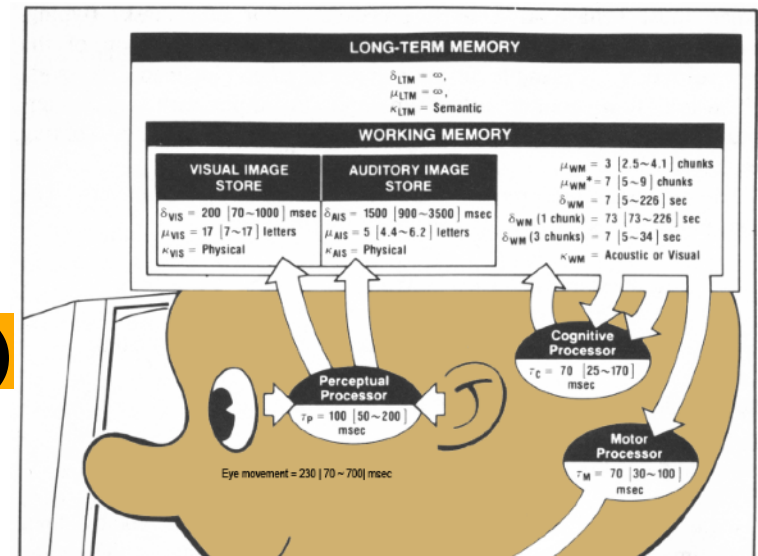 LONG-TERM MEMORY
δLTM = ∞,
μLTM = ∞,
κLTM = Semantic
WORKING MEMORY
VISUAL IMAGE
STORE
δVIS = 200 [70~1000] msec
μVIS = 17 [7~17] letters
κVIS = Physical
AUDITORY IMAGE
STORE
δAIS = 1500 [900~3500] msec
μAIS = 5 [4.4~6.2] letters
κAIS = Physical
μWM = 3 [2.5~4.1] chunks
μWM* = 7 [5~9] chunks
δWM = 7 [5~226] sec
δWM (1 chunk) = 73 [73~226] sec
δWM (3 chunks) = 7 [5~34] sec
κWM = Acoustic or Visual
Cognitive
Processor
τC = 70 [25~170]
msec
Perceptual
Processor
τP = 100 [50~200]
msec
Eye movement = 230 [70 ~ 700] msec
Motor
Processor
τM = 70 [30~100]
msec